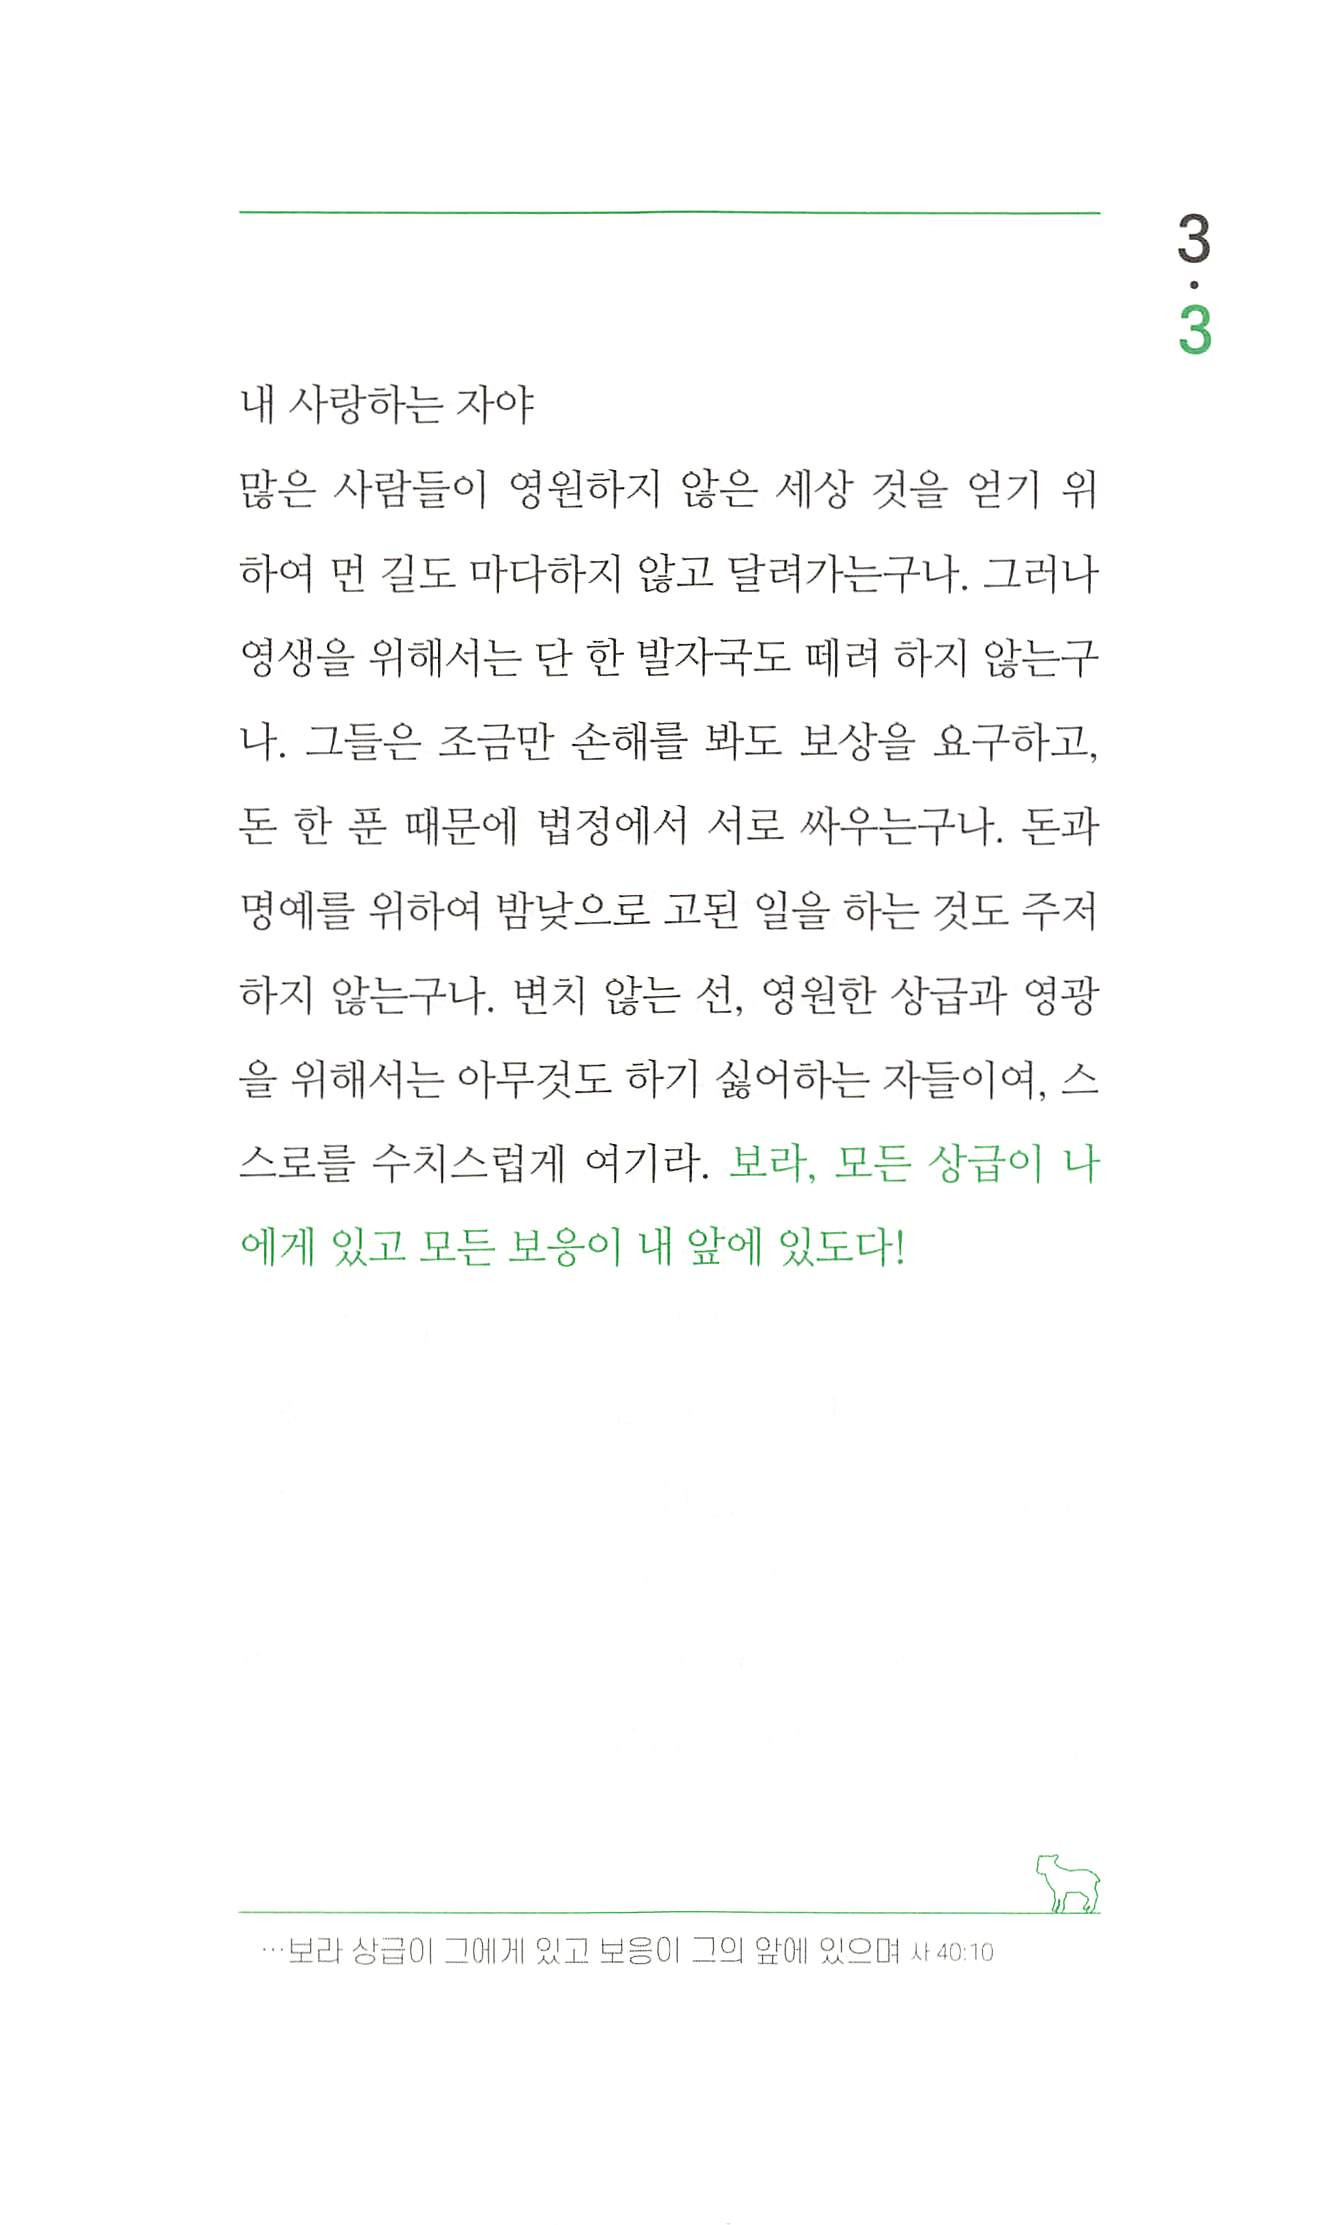 3
·
3
내 사랑하는 자야
많은 사람들이 영원하지 않은 세상 것을 얻기 위
하여 먼 길도 마다하지 않고 달려가는구나. 그러나
영생을 위해서는 단 한 발자국도 떼려 하지 않는구
나. 그들은 조금만 손해를 봐도 보상을 요구하고,
돈 한 푼 때문에 법정에서 서로 싸우는구나. 돈과
명예를 위하여 밤낮으로 고된 일을 하는 것도 주저
하지 않는구나. 변치 않는 선, 영원한 상급과 영광
을 위해서는 아무것도 하기 싫어하는 자들이여, 스
스로를 수치스럽게 여기라. 보라, 모든 상급이 나
에게 있고 모든 보응이 내 앞에 있도다!
…보라 상급이 그에게 있고 보응이 그의 앞에 있으며 사 40:10